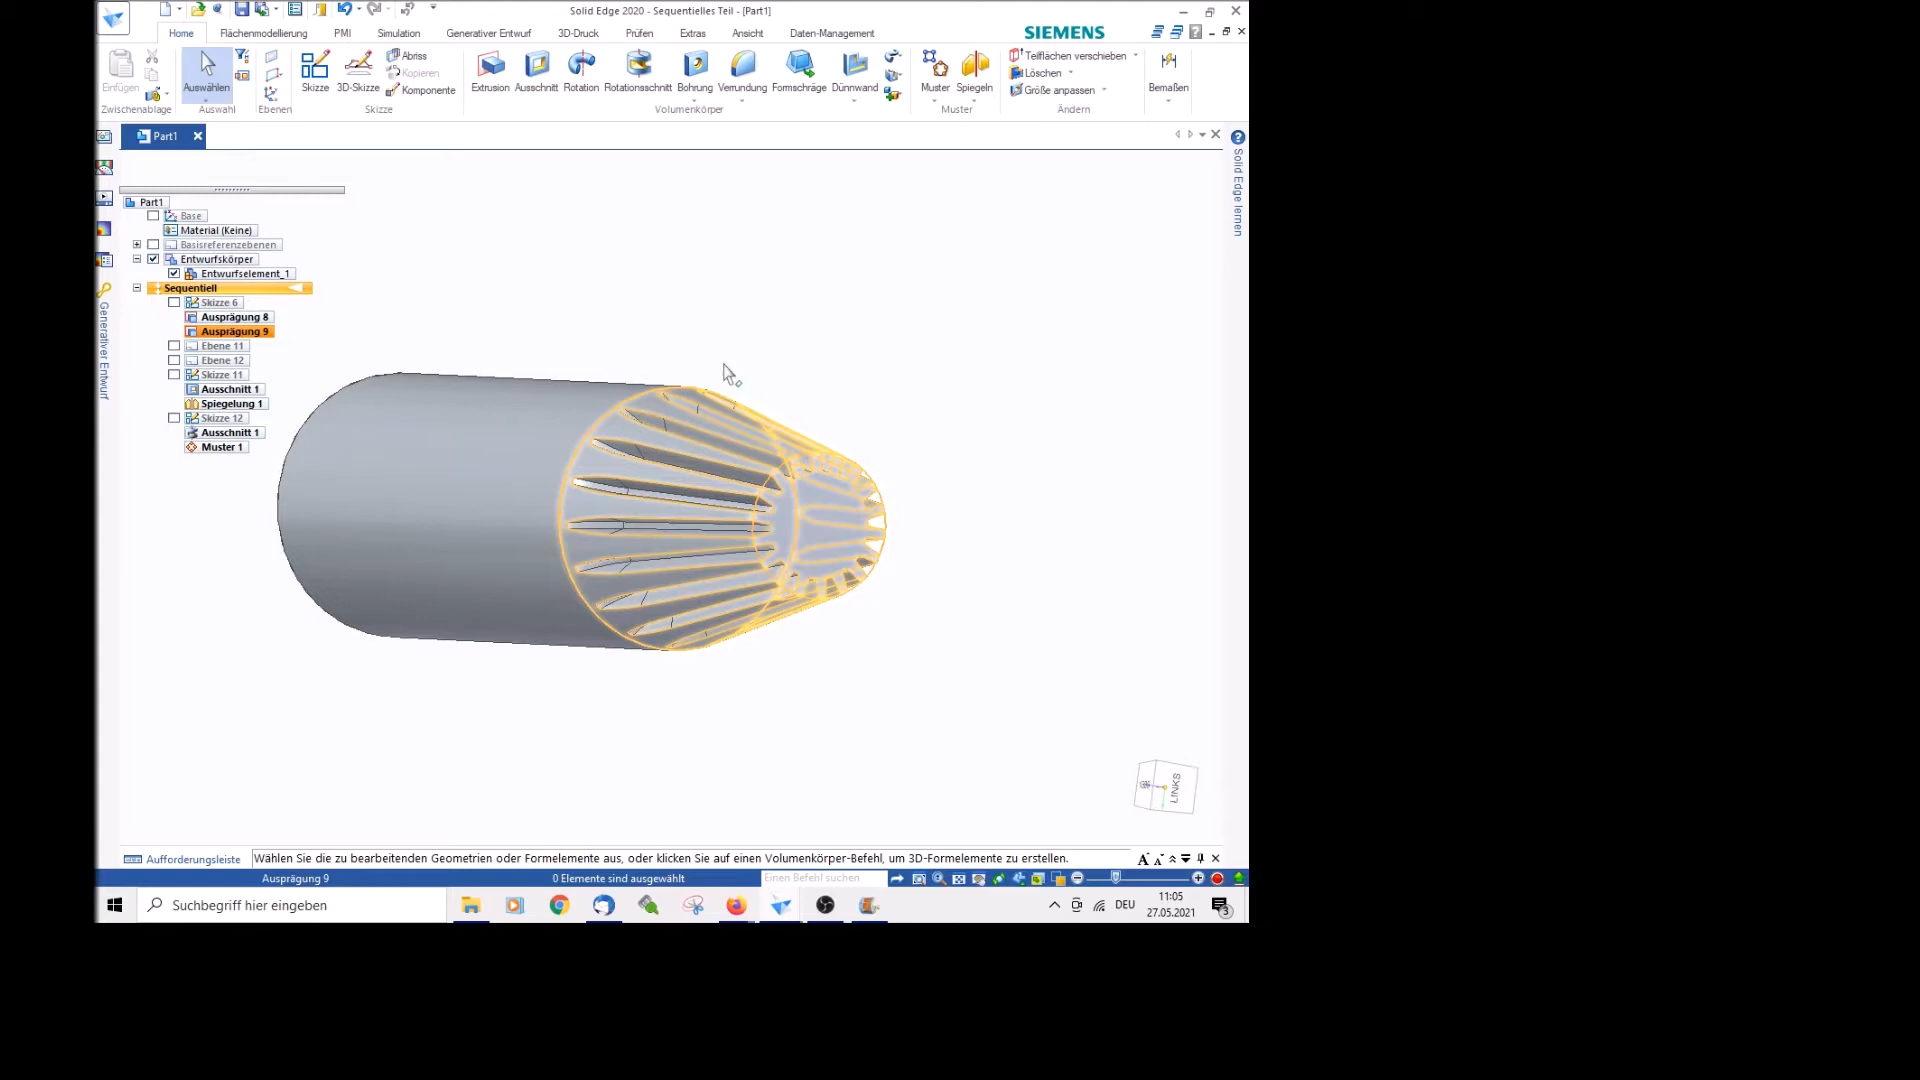 Solid Edge 2020 - Sequentielles Teil - [Part1]
Home Flächenmodellierung PMI Simulation Generativer Entwurf 3D-Druck Prüfen Extras Ansicht Daten-Management SIEMENS
Einfügen
Auswählen
Skizze
3D-Skizze
Abriss
Kopieren
Komponente
Extrusion
Ausschnitt
Rotation
Rotationsschnitt
Bohrung
Verrundung
Formschräge
Dünnwand
Muster
Spiegeln
Teilflächen verschieben
Löschen
Größe anpassen
Bemaßen
Zwischenablage Auswahl Ebenen Skizze Volumenkörper Muster Ändern
Part1
Solid Edge lernen
Generativer Entwurf
Part1
Base
Material (Keine)
Basisreferenzebenen
Entwurfskörper
Entwurfselement_1
Sequentiell
Skizze 6
Ausprägung 8
Ausprägung 9
Ebene 11
Ebene 12
Skizze 11
Ausschnitt 1
Spiegelung 1
Skizze 12
Ausschnitt 1
Muster 1
LINKS
Aufforderungsleiste
Wählen Sie die zu bearbeitenden Geometrien oder Formelemente aus, oder klicken Sie auf einen Volumenkörper-Befehl, um 3D-Formelemente zu erstellen.
Ausprägung 9 0 Elemente sind ausgewählt Einen Befehl suchen
Suchbegriff hier eingeben
DEU
11:05
27.05.2021
3